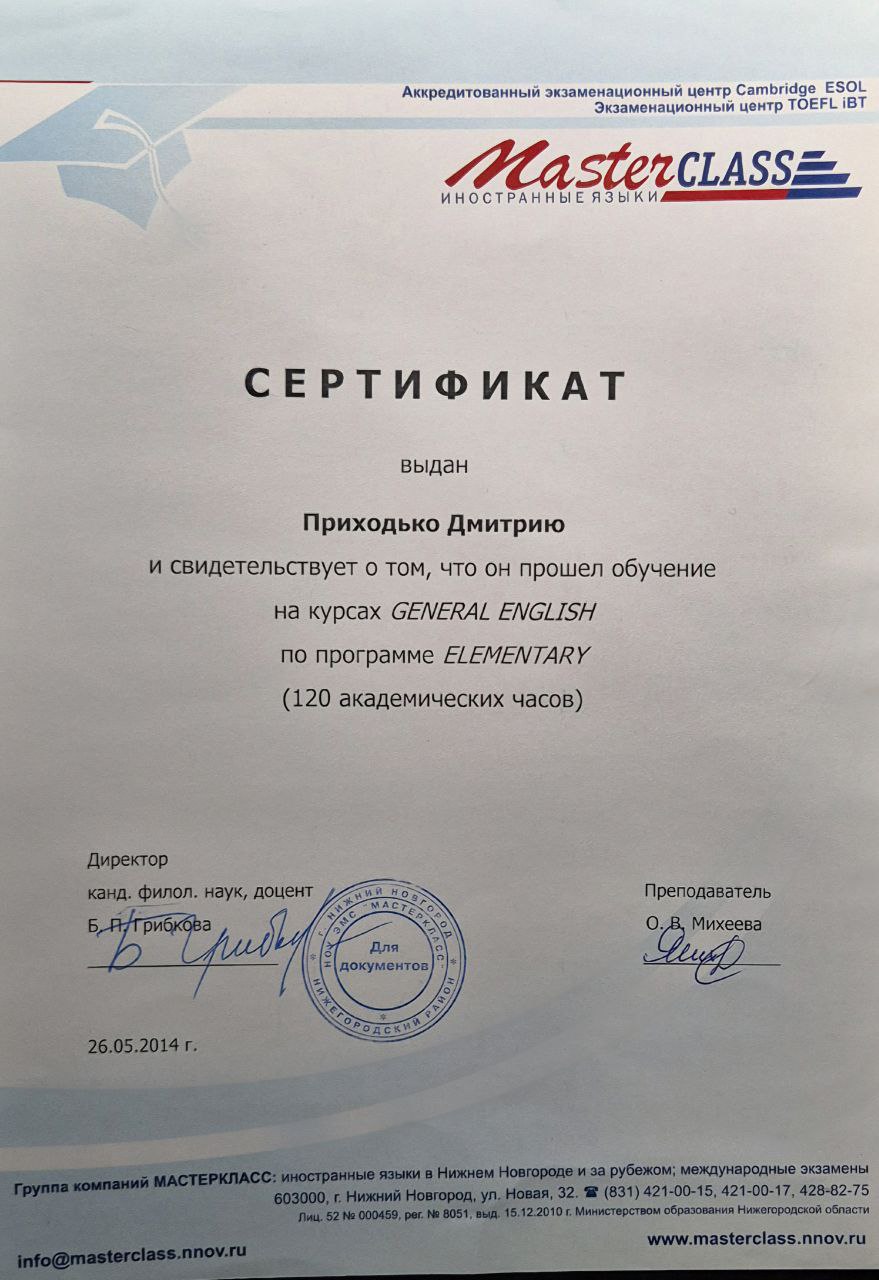 Аккредитованный экзаменационный центр Cambridge ESOL
Экзаменационный центр TOEFL iBT
MasterCLASS
ИНОСТРАННЫЕ ЯЗЫКИ
СЕРТИФИКАТ
выдан
Приходько Дмитрию
и свидетельствует о том, что он прошел обучение
на курсах GENERAL ENGLISH
по программе ELEMENTARY
(120 академических часов)
Директор
канд. филол. наук, доцент
Б. П. Грибкова
Преподаватель
О. В. Михеева
г. НИЖНИЙ НОВГОРОД
НИЖЕГОРОДСКИЙ РАЙОН
НОУ ЭМС "МАСТЕРКЛАСС"
Для
документов
26.05.2014 г.
Группа компаний МАСТЕРКЛАСС: иностранные языки в Нижнем Новгороде и за рубежом; международные экзамены
603000, г. Нижний Новгород, ул. Новая, 32. ☎ (831) 421-00-15, 421-00-17, 428-82-75
Лиц. 52 № 000459, рег. № 8051, выд. 15.12.2010 г. Министерством образования Нижегородской области
info@masterclass.nnov.ru
www.masterclass.nnov.ru